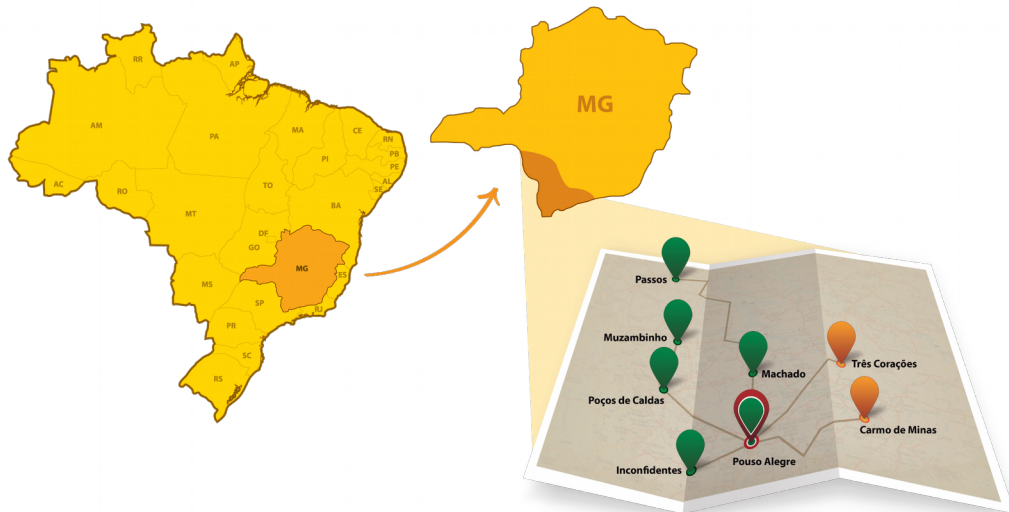 RR
AP
AM
PA
MA
CE
RN
PB
PE
AL
SE
PI
AC
RO
TO
BA
MT
DF
GO
MG
ES
MS
SP
RJ
PR
SC
RS
MG
Passos
Muzambinho
Machado
Três Corações
Poços de Caldas
Carmo de Minas
Pouso Alegre
Inconfidentes